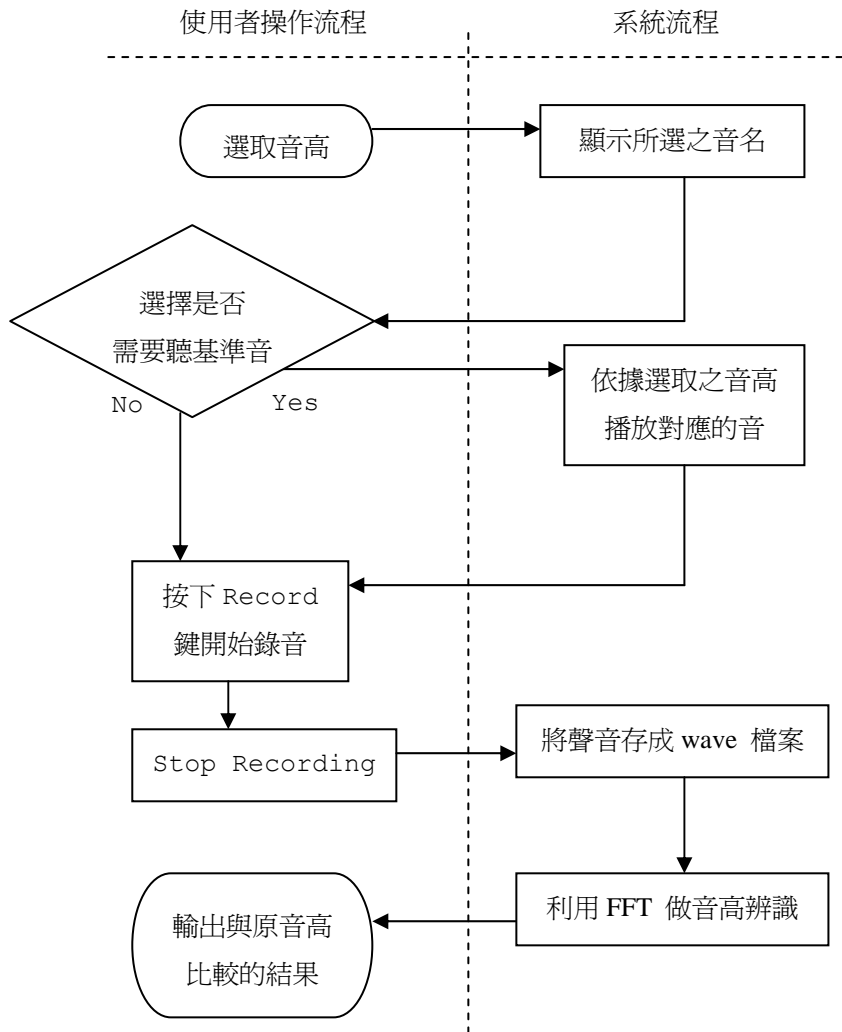 使用者操作流程
系統流程
選取音高
顯示所選之音名
選擇是否
需要聽基準音
No
Yes
依據選取之音高
播放對應的音
按下 Record
鍵開始錄音
Stop Recording
將聲音存成 wave 檔案
利用 FFT 做音高辨識
輸出與原音高
比較的結果